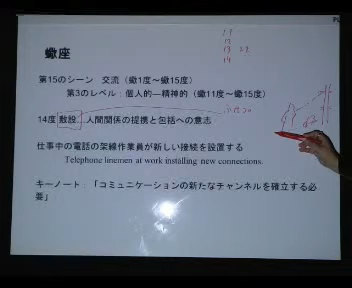 蠍座
第15のシーン 交流(蠍1度～蠍15度)
第3のレベル：個人的―精神的(蠍11度～蠍15度)
14度 敷設、人間関係の提携と包括への意志
仕事中の電話の架線作業員が新しい接続を設置する
Telephone linemen at work installing new connections.
キーノート：「コミュニケーションの新たなチャンネルを確立する必
要」